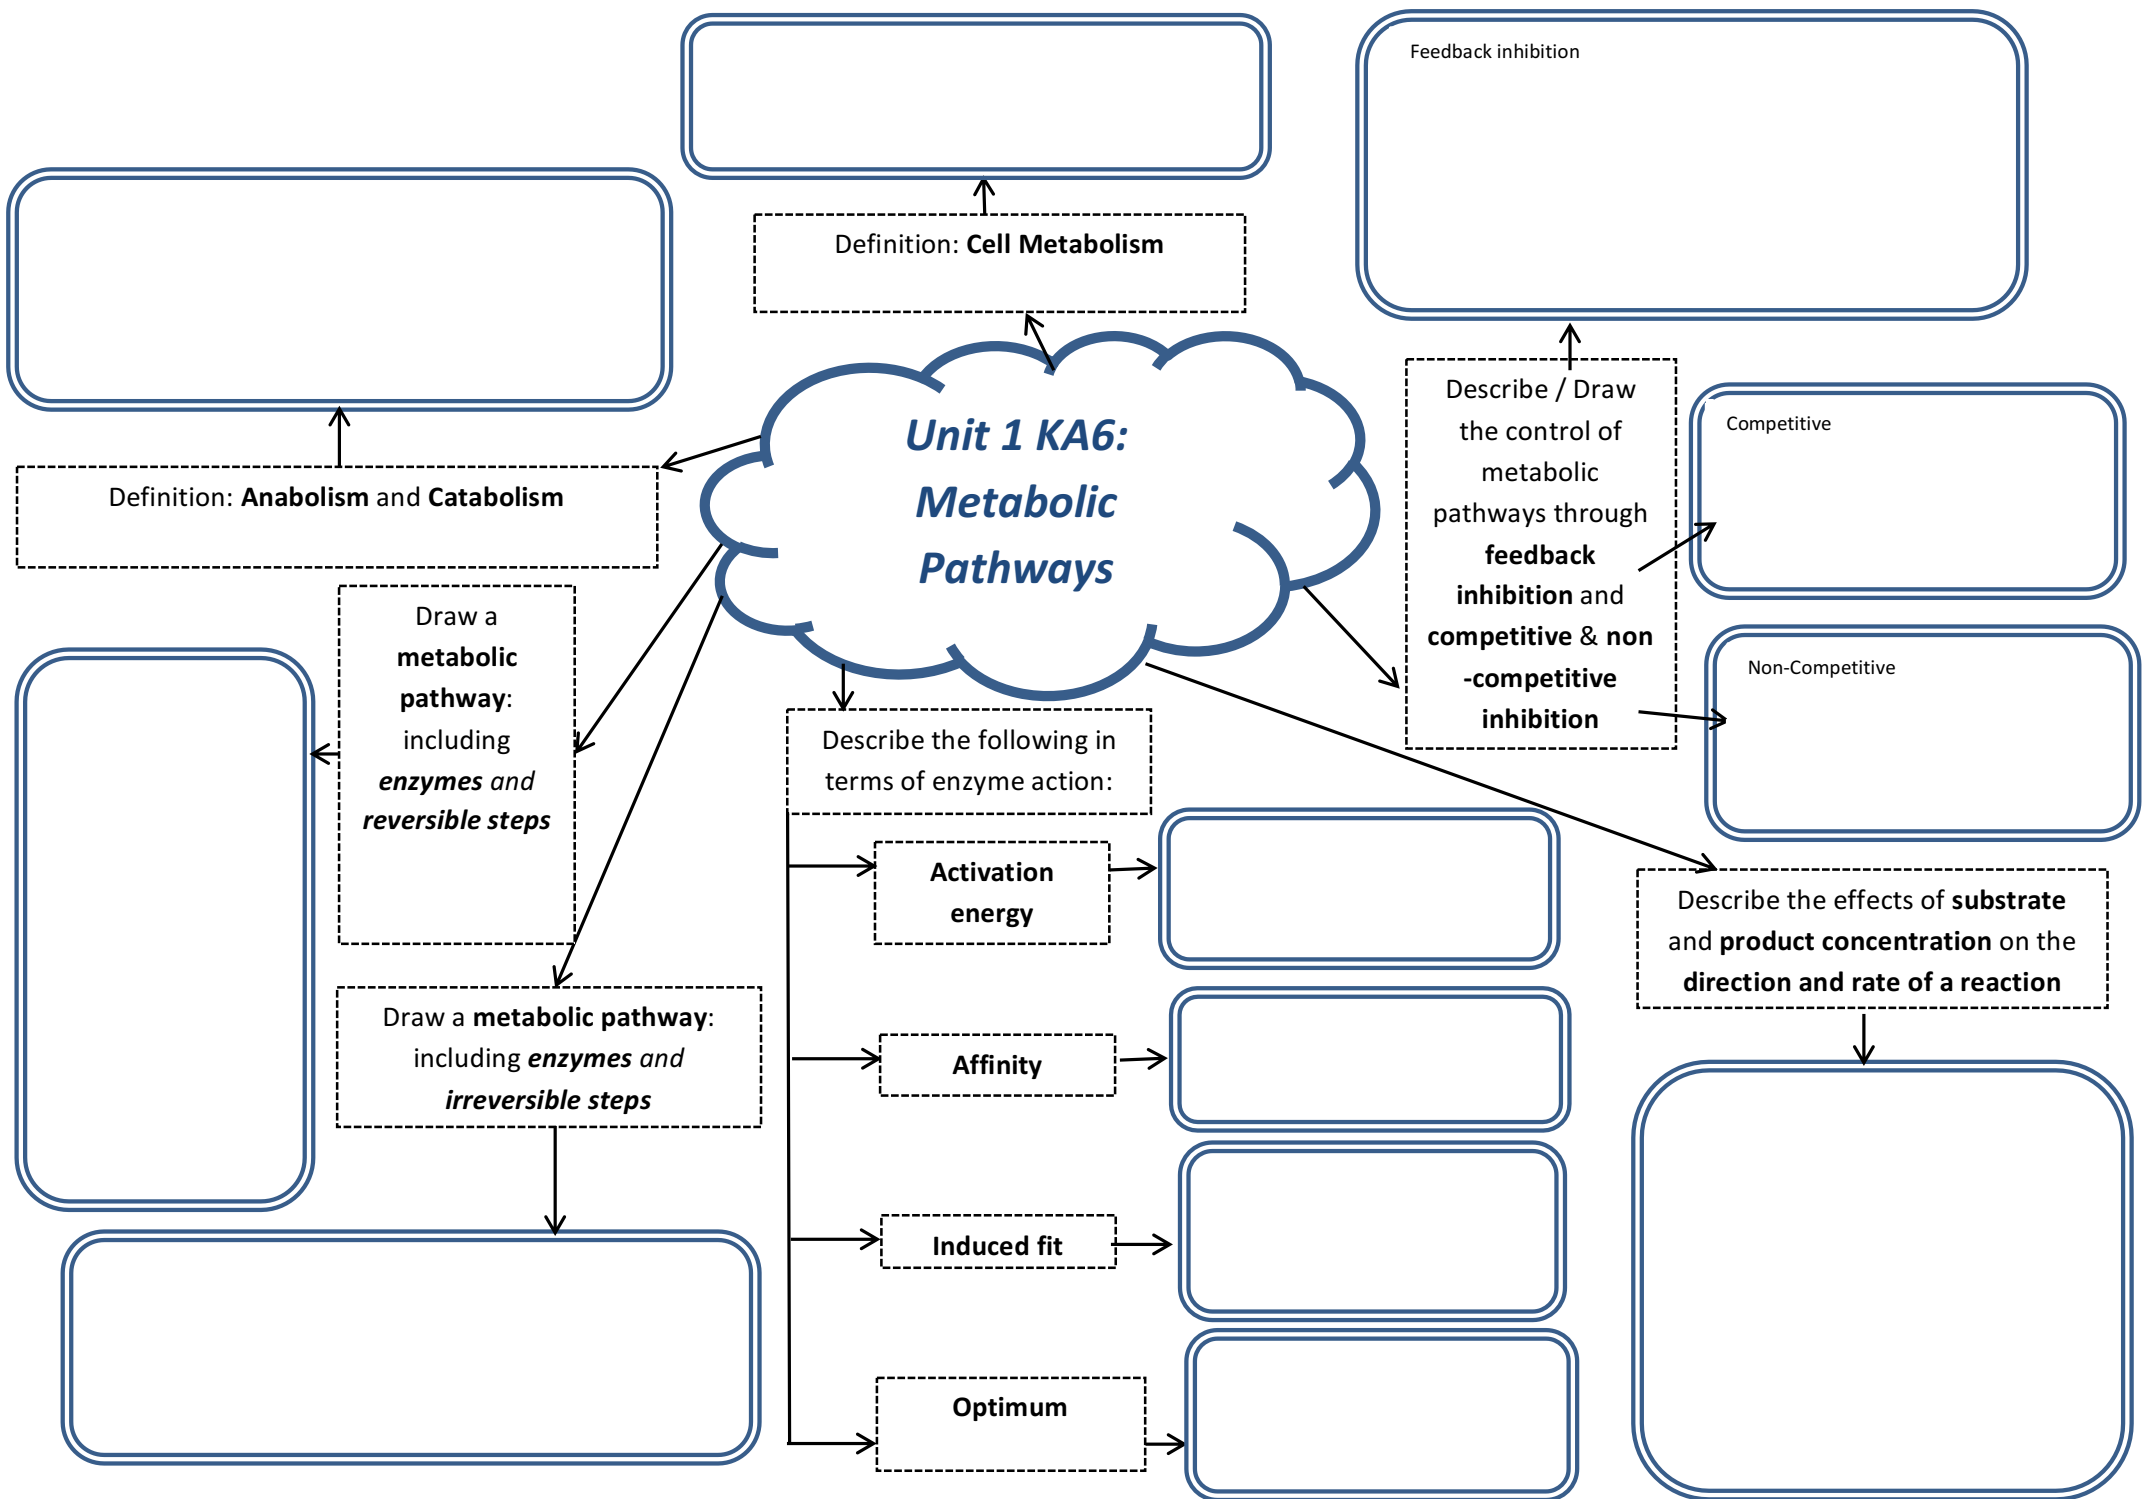 Feedback inhibition
Definition: Cell Metabolism
Unit 1 KA6:
Metabolic
Pathways
Describe / Draw
the control of
metabolic
pathways through
feedback
inhibition and
competitive & non
-competitive
inhibition
Competitive
Non-Competitive
Definition: Anabolism and Catabolism
Draw a
metabolic
pathway:
including
enzymes and
reversible steps
Draw a metabolic pathway:
including enzymes and
irreversible steps
Describe the following in
terms of enzyme action:
Activation
energy
Affinity
Induced fit
Optimum
Describe the effects of substrate
and product concentration on the
direction and rate of a reaction